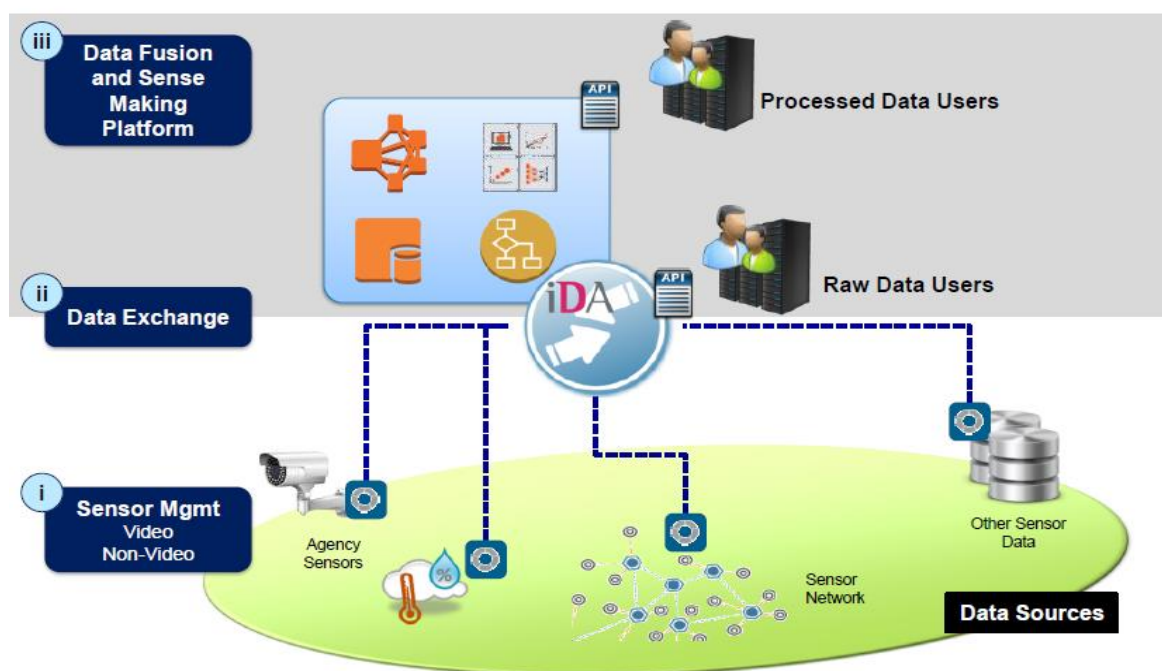 iii
Data Fusion
and Sense
Making
Platform
API
Processed Data Users
API
Raw Data Users
ii
Data Exchange
iDA
i
Sensor Mgmt
Video
Non-Video
Agency
Sensors
%
Sensor
Network
Other Sensor
Data
Data Sources